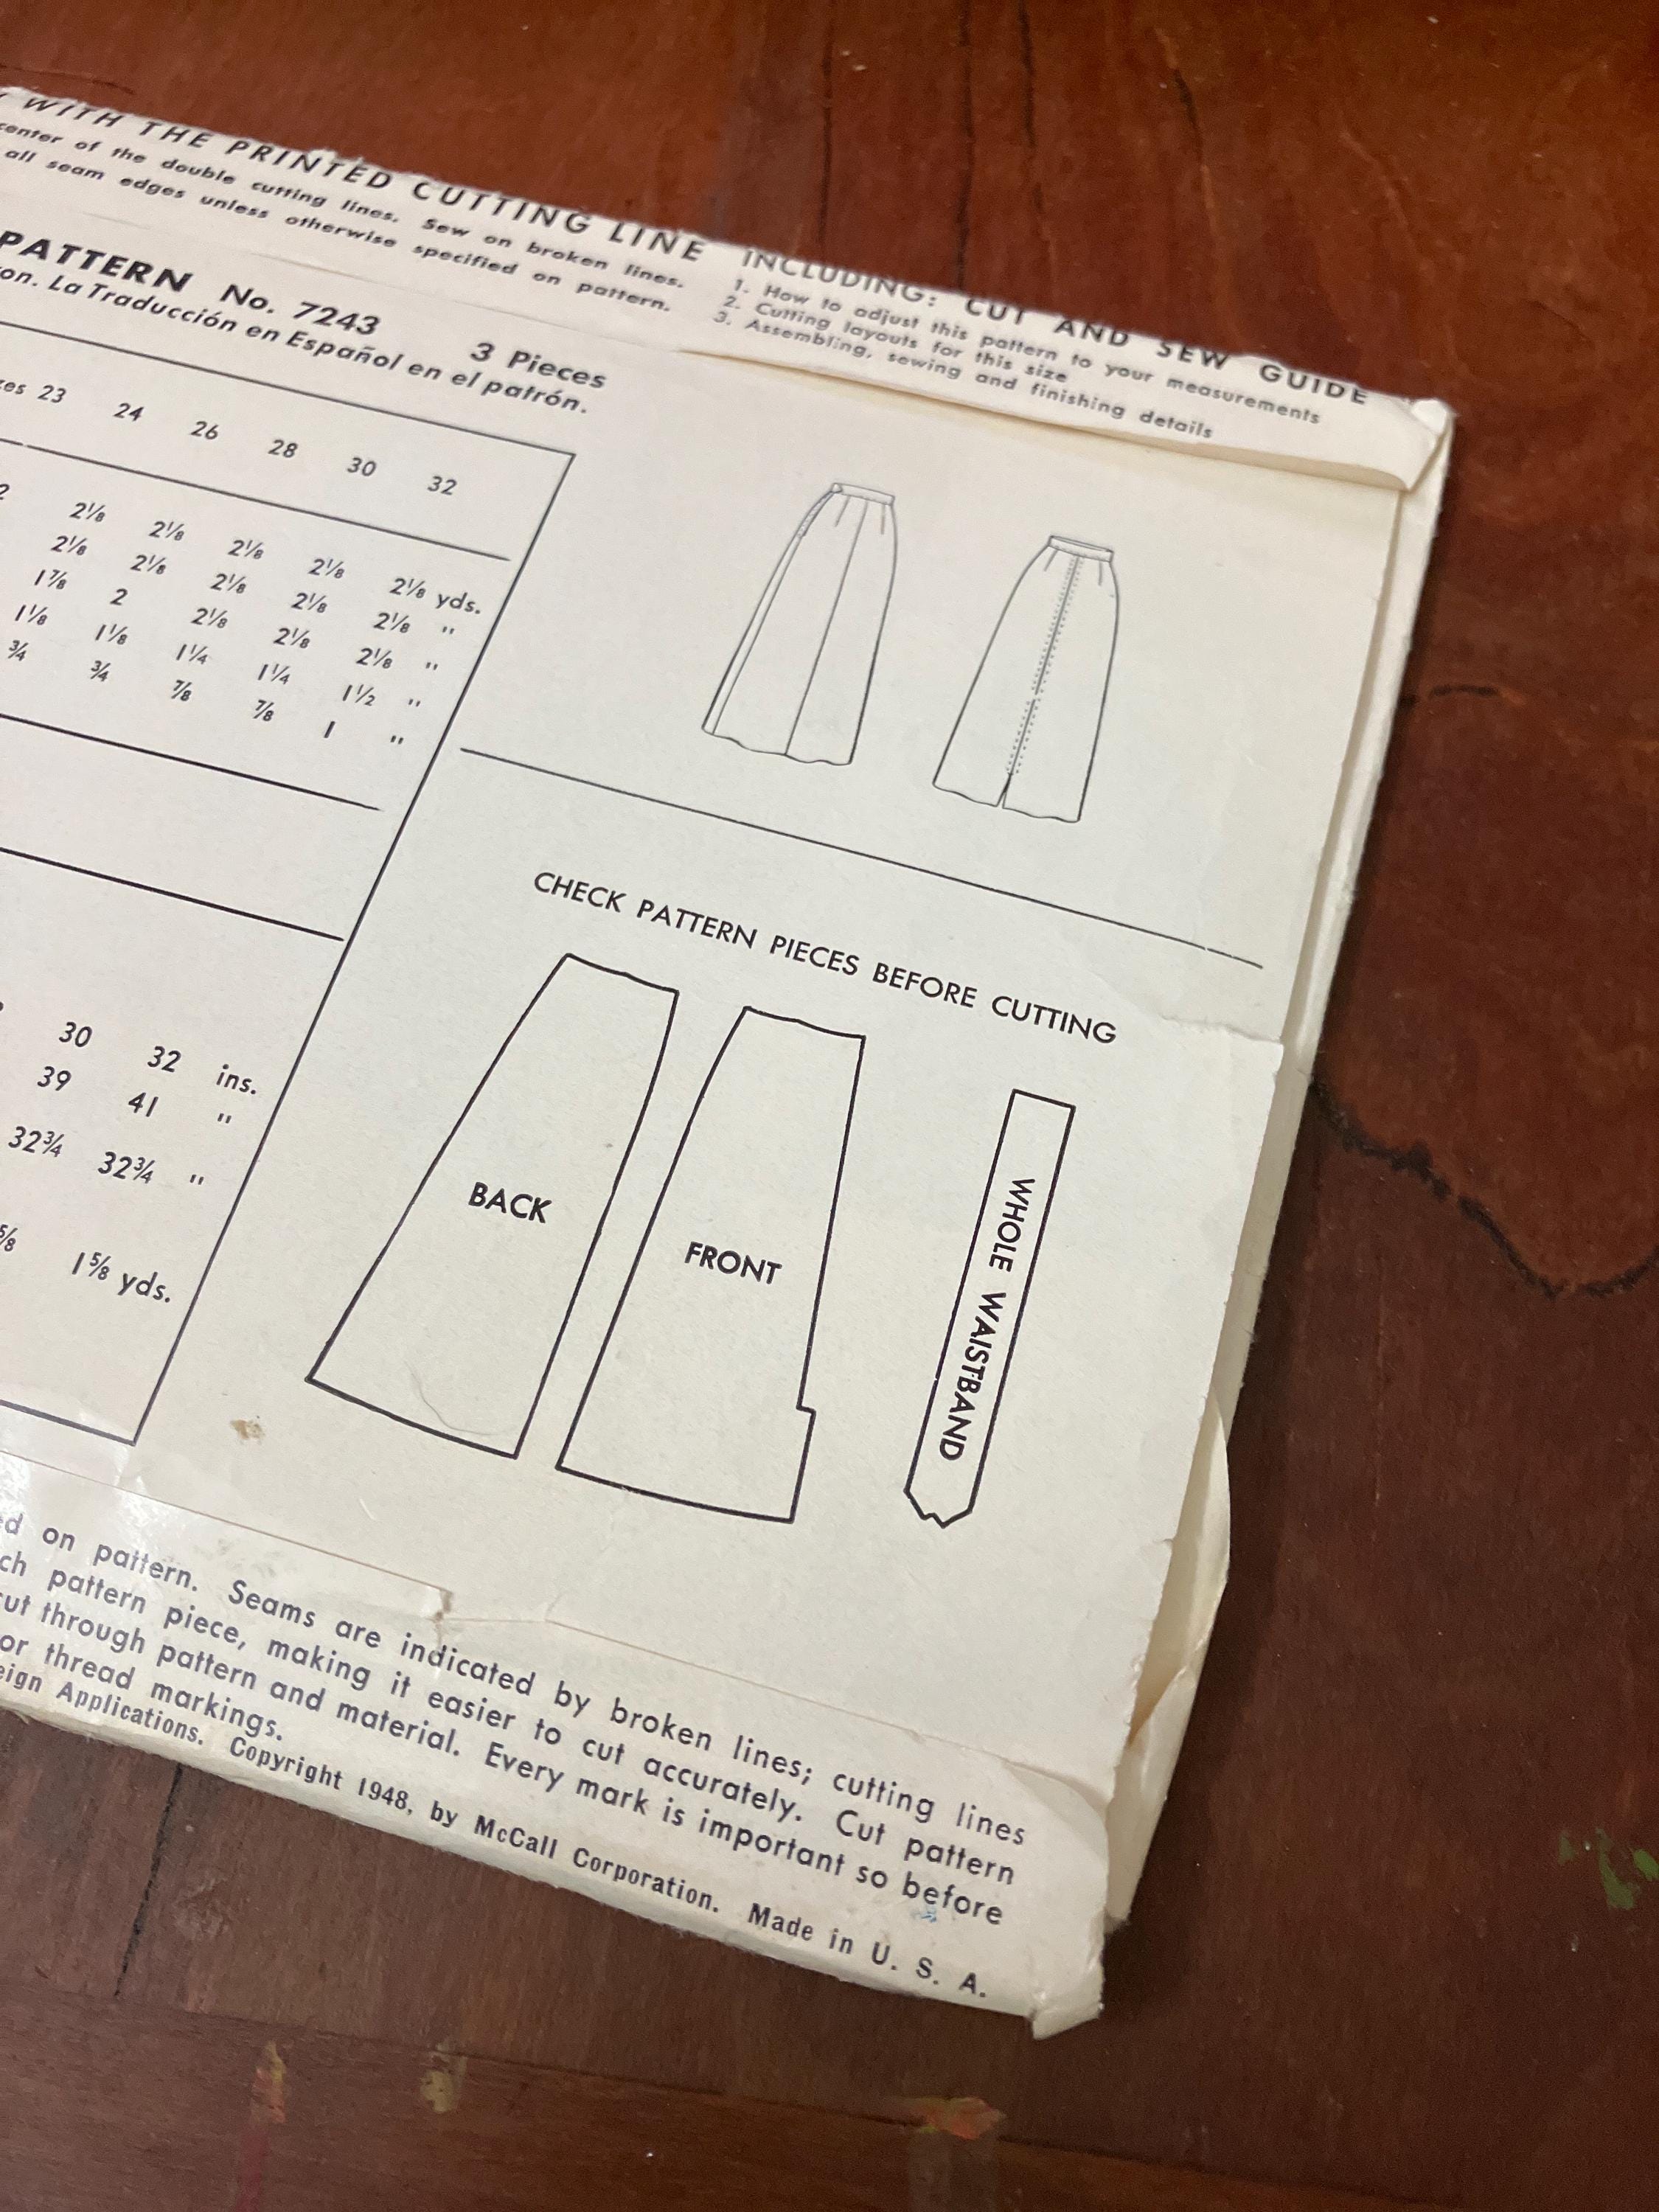 WITH THE PRINTED CUTTING LINE
center of the double cutting lines. Sew on broken lines.
all seam edges unless otherwise specified on pattern.
INCLUDING: CUT AND SEW GUIDE
1. How to adjust this pattern to your measurements
2. Cutting layouts for this size
3. Assembling, sewing and finishing details
PATTERN No. 7243 3 Pieces
on. La Traducción en Español en el patrón.
es 23 24 26 28 30 32
2⅛ 2⅛ 2⅛ 2⅛ 2⅛ yds.
2⅛ 2⅛ 2⅛ 2⅛ 2⅛ "
1⅞ 2 2⅛ 2⅛ 2⅛ "
1⅛ 1⅛ 1¼ 1¼ 1½ "
¾ ¾ ⅞ ⅞ 1 "
30 32 ins.
39 41 "
32¾ 32¾ "
⅝ 1⅝ yds.
CHECK PATTERN PIECES BEFORE CUTTING
BACK
FRONT
WHOLE WAISTBAND
ed on pattern. Seams are indicated by broken lines; cutting lines
ch pattern piece, making it easier to cut accurately. Cut pattern
cut through pattern and material. Every mark is important so before
or thread markings.
eign Applications. Copyright 1948, by McCall Corporation. Made in U. S. A.